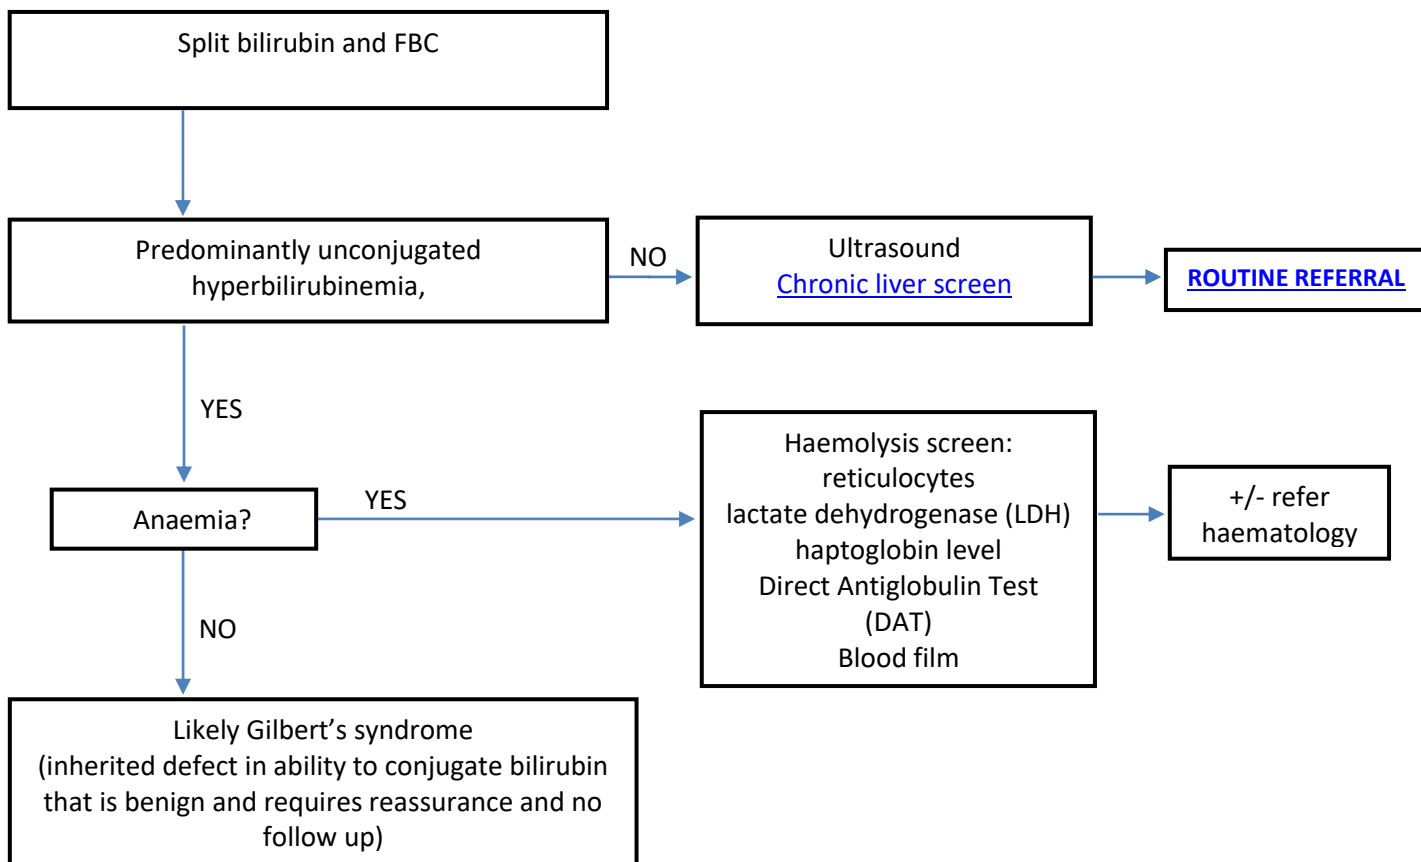 Split bilirubin and FBC
Predominantly unconjugated
hyperbilirubinemia,
NO
Ultrasound
Chronic liver screen
ROUTINE REFERRAL
YES
Anaemia?
YES
Haemolysis screen:
reticulocytes
lactate dehydrogenase (LDH)
haptoglobin level
Direct Antiglobulin Test
(DAT)
Blood film
+/- refer
haematology
NO
Likely Gilbert’s syndrome
(inherited defect in ability to conjugate bilirubin
that is benign and requires reassurance and no
follow up)